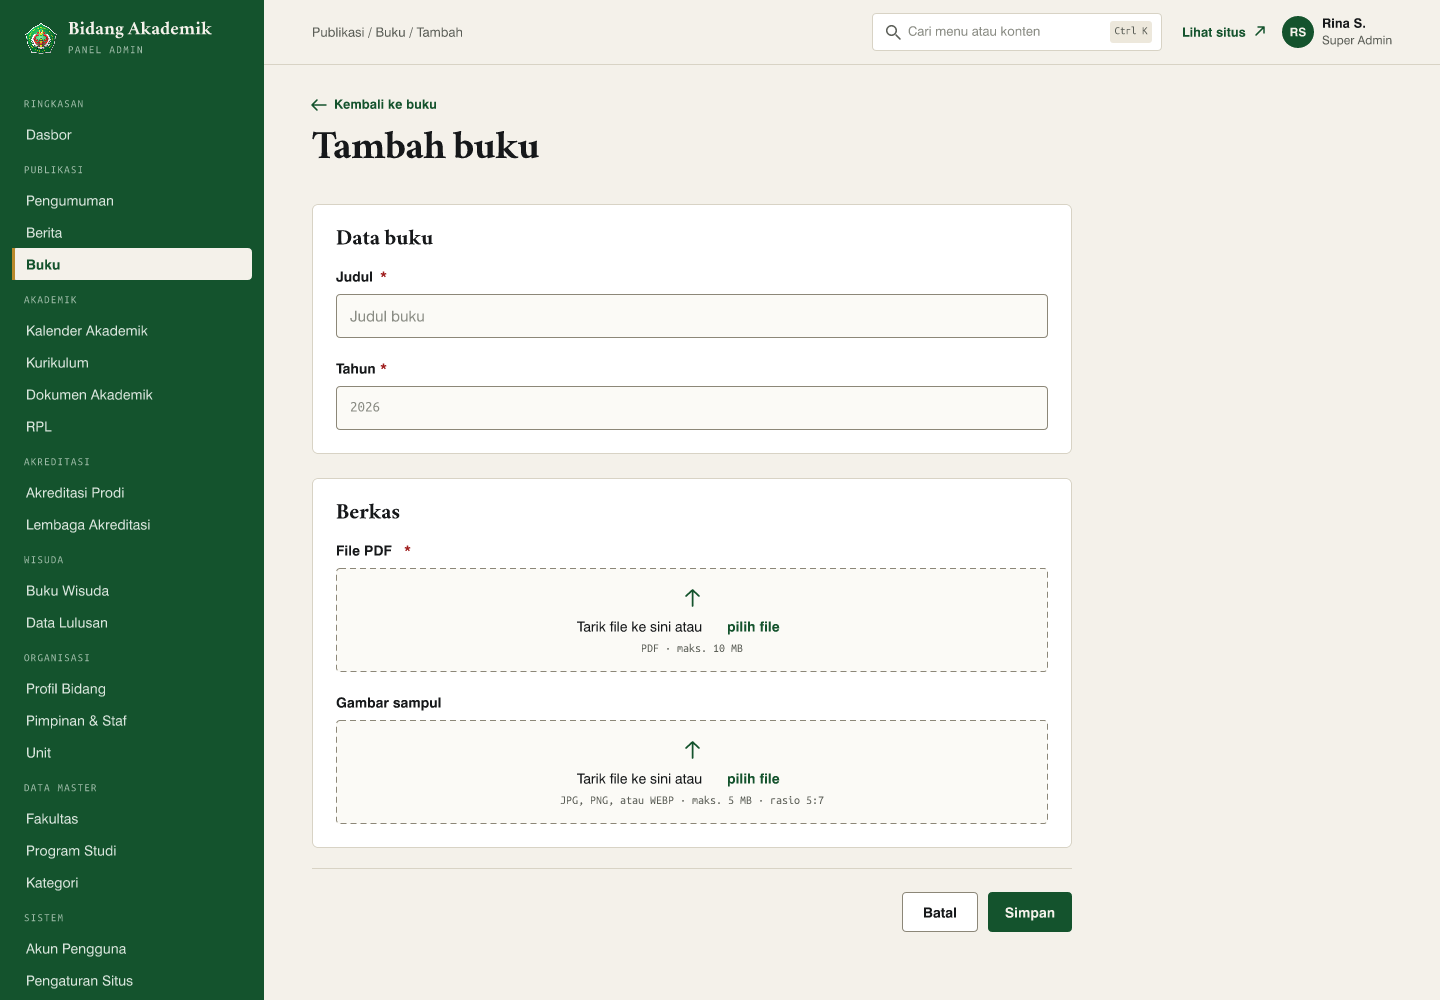 Bidang Akademik
PANEL ADMIN
RINGKASAN
Dasbor
PUBLIKASI
Pengumuman
Berita
Buku
AKADEMIK
Kalender Akademik
Kurikulum
Dokumen Akademik
RPL
AKREDITASI
Akreditasi Prodi
Lembaga Akreditasi
WISUDA
Buku Wisuda
Data Lulusan
ORGANISASI
Profil Bidang
Pimpinan & Staf
Unit
DATA MASTER
Fakultas
Program Studi
Kategori
SISTEM
Akun Pengguna
Pengaturan Situs
Publikasi / Buku / Tambah
Cari menu atau konten Ctrl K
Lihat situs
RS
Rina S.
Super Admin
Kembali ke buku
Tambah buku
Data buku
Judul *
Judul buku
Tahun *
2026
Berkas
File PDF *
Tarik file ke sini atau pilih file
PDF · maks. 10 MB
Gambar sampul
Tarik file ke sini atau pilih file
JPG, PNG, atau WEBP · maks. 5 MB · rasio 5:7
Batal
Simpan